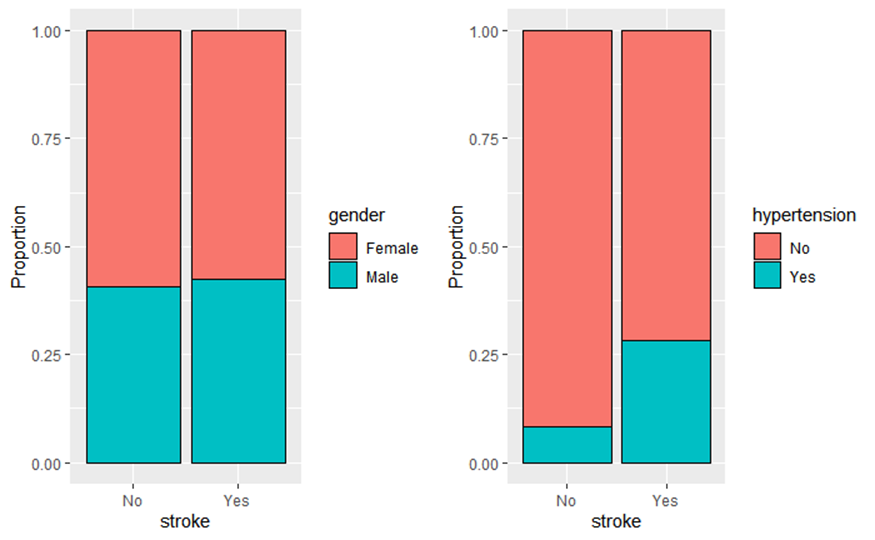 1.00
0.75
0.50
0.25
0.00
Proportion
No Yes
stroke
gender
Female
Male
1.00
0.75
0.50
0.25
0.00
Proportion
No Yes
stroke
hypertension
No
Yes